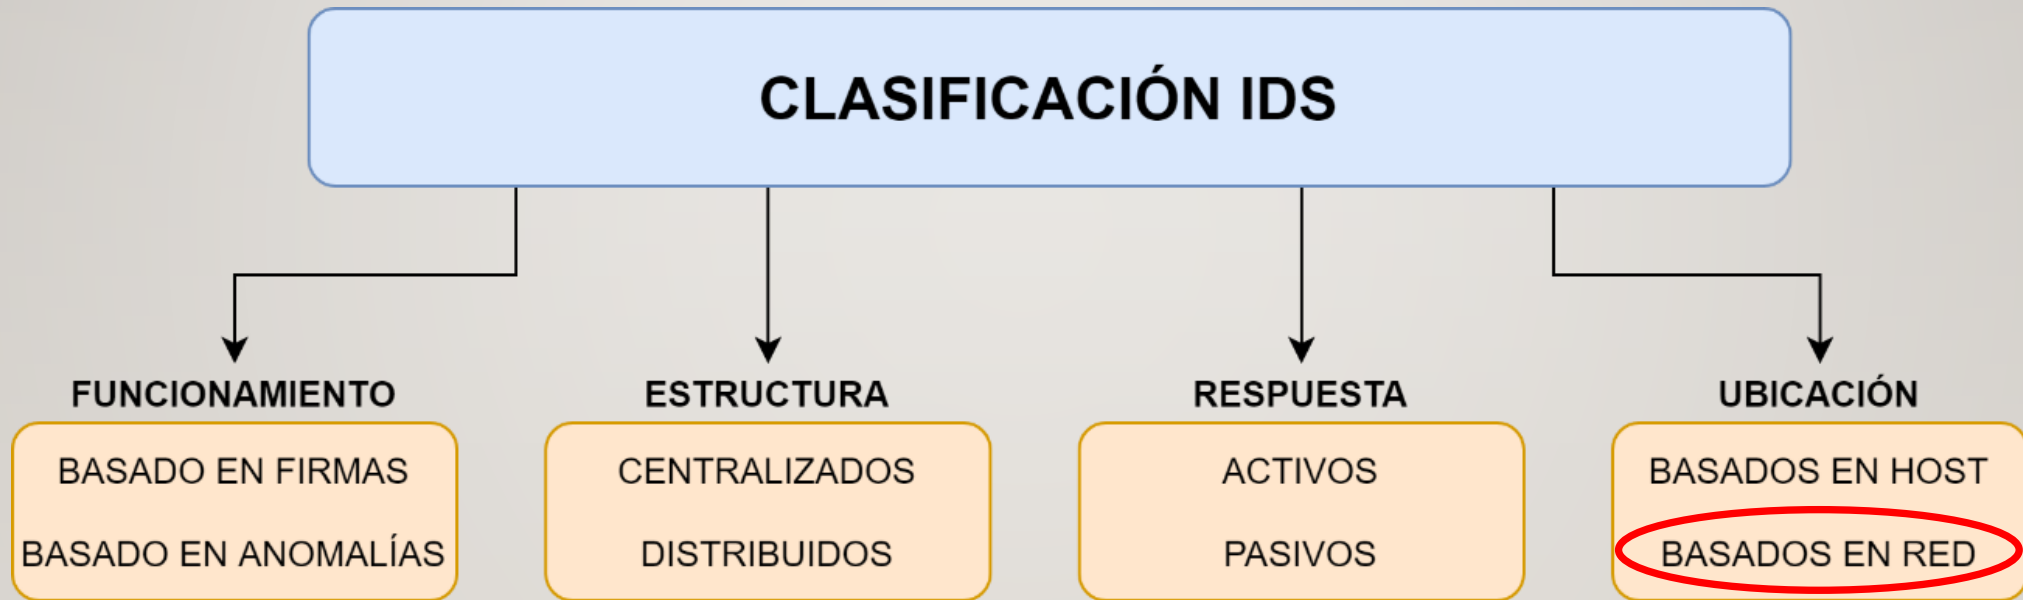 CLASIFICACIÓN IDS
FUNCIONAMIENTO
BASADO EN FIRMAS
BASADO EN ANOMALÍAS
ESTRUCTURA
CENTRALIZADOS
DISTRIBUIDOS
RESPUESTA
ACTIVOS
PASIVOS
UBICACIÓN
BASADOS EN HOST
BASADOS EN RED